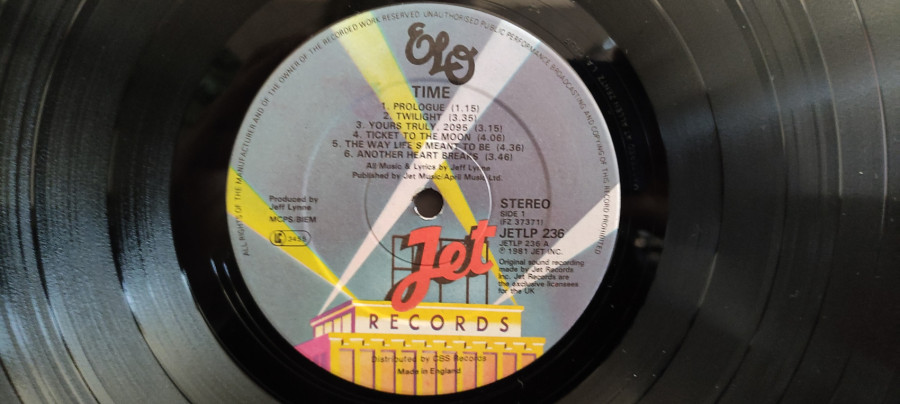 ALL RIGHTS OF THE MANUFACTURER AND OF THE OWNER OF THE RECORDED WORK RESERVED. UNAUTHORISED PUBLIC PERFORMANCE, BROADCASTING AND COPYING OF THIS RECORD PROHIBITED
ELO
TIME
1. PROLOGUE (1.15)
2. TWILIGHT (3.35)
3. YOURS TRULY, 2095 (3.15)
4. TICKET TO THE MOON (4.06)
5. THE WAY LIFE'S MEANT TO BE (4.36)
6. ANOTHER HEART BREAKS (3.46)
All Music & Lyrics by Jeff Lynne
Published by Jet Music/April Music Ltd.
Produced by
Jeff Lynne
MCPS/BIEM
LC 3459
STEREO
SIDE 1
(FZ 37371)
JETLP 236
JETLP 236 A
℗ 1981 JET INC.
Original sound recording
made by Jet Records
Inc. Jet Records are
the exclusive licensees
for the UK
Jet
RECORDS
Distributed by CBS Records
Made in England